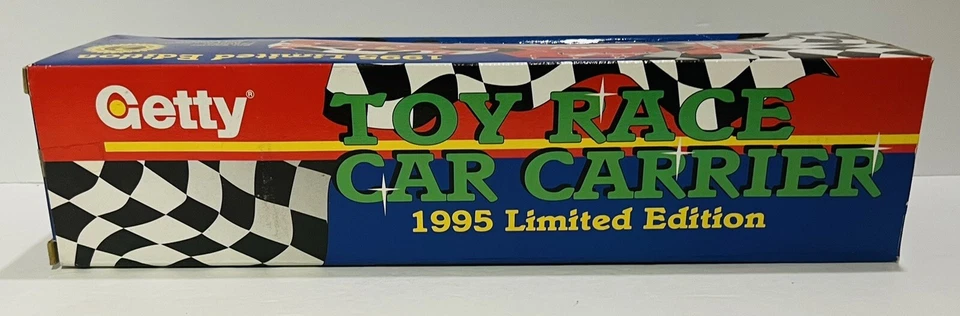 1995 Limited Edition
Getty®
TOY RACE
CAR CARRIER
1995 Limited Edition